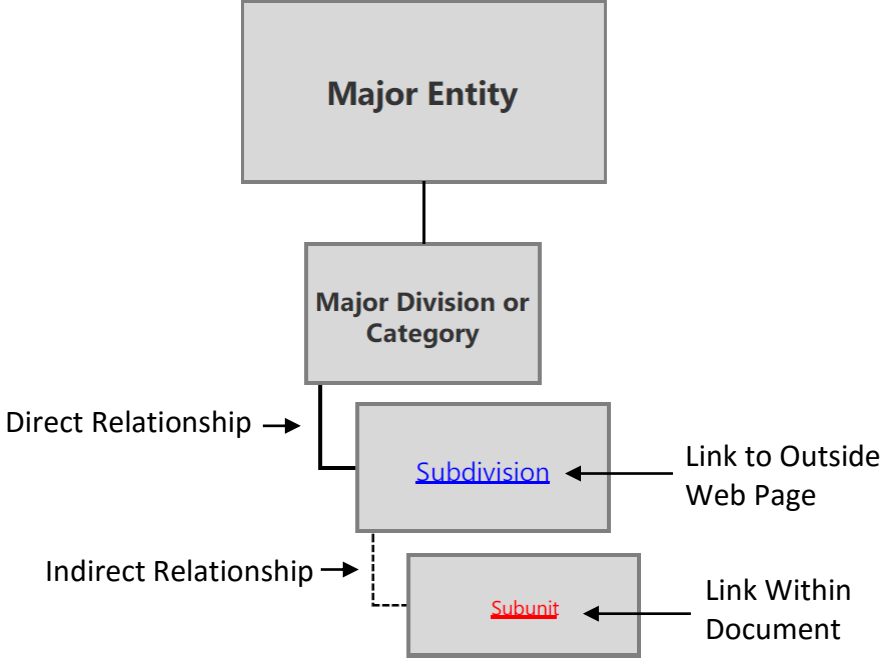 Major Entity
Major Division or
Category
Direct Relationship
Subdivision
Link to Outside
Web Page
Indirect Relationship
Subunit
Link Within
Document